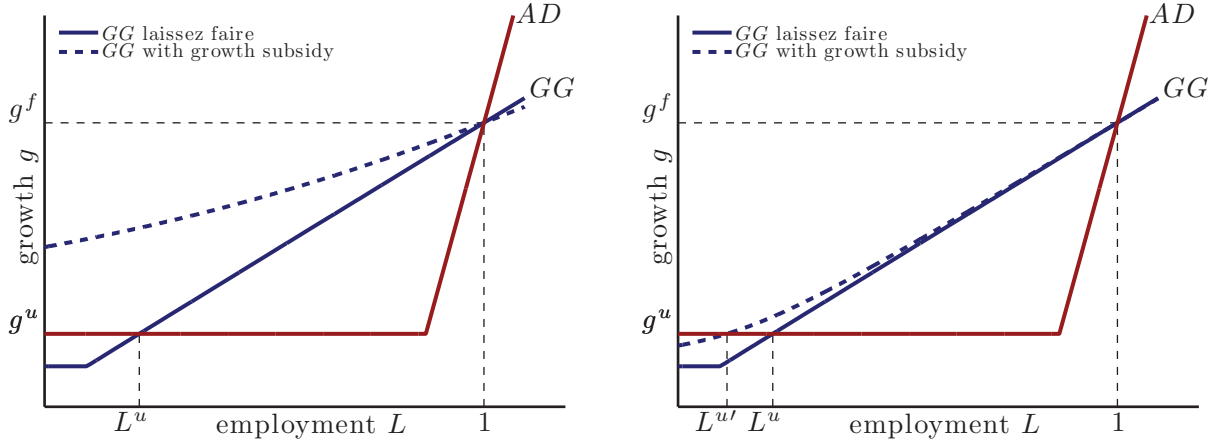 GG laissez faire
GG with growth subsidy
AD
GG
g^f
growth g
g^u
L^u
employment L
1
GG laissez faire
GG with growth subsidy
AD
GG
g^f
growth g
g^u
L^u′
L^u
employment L
1